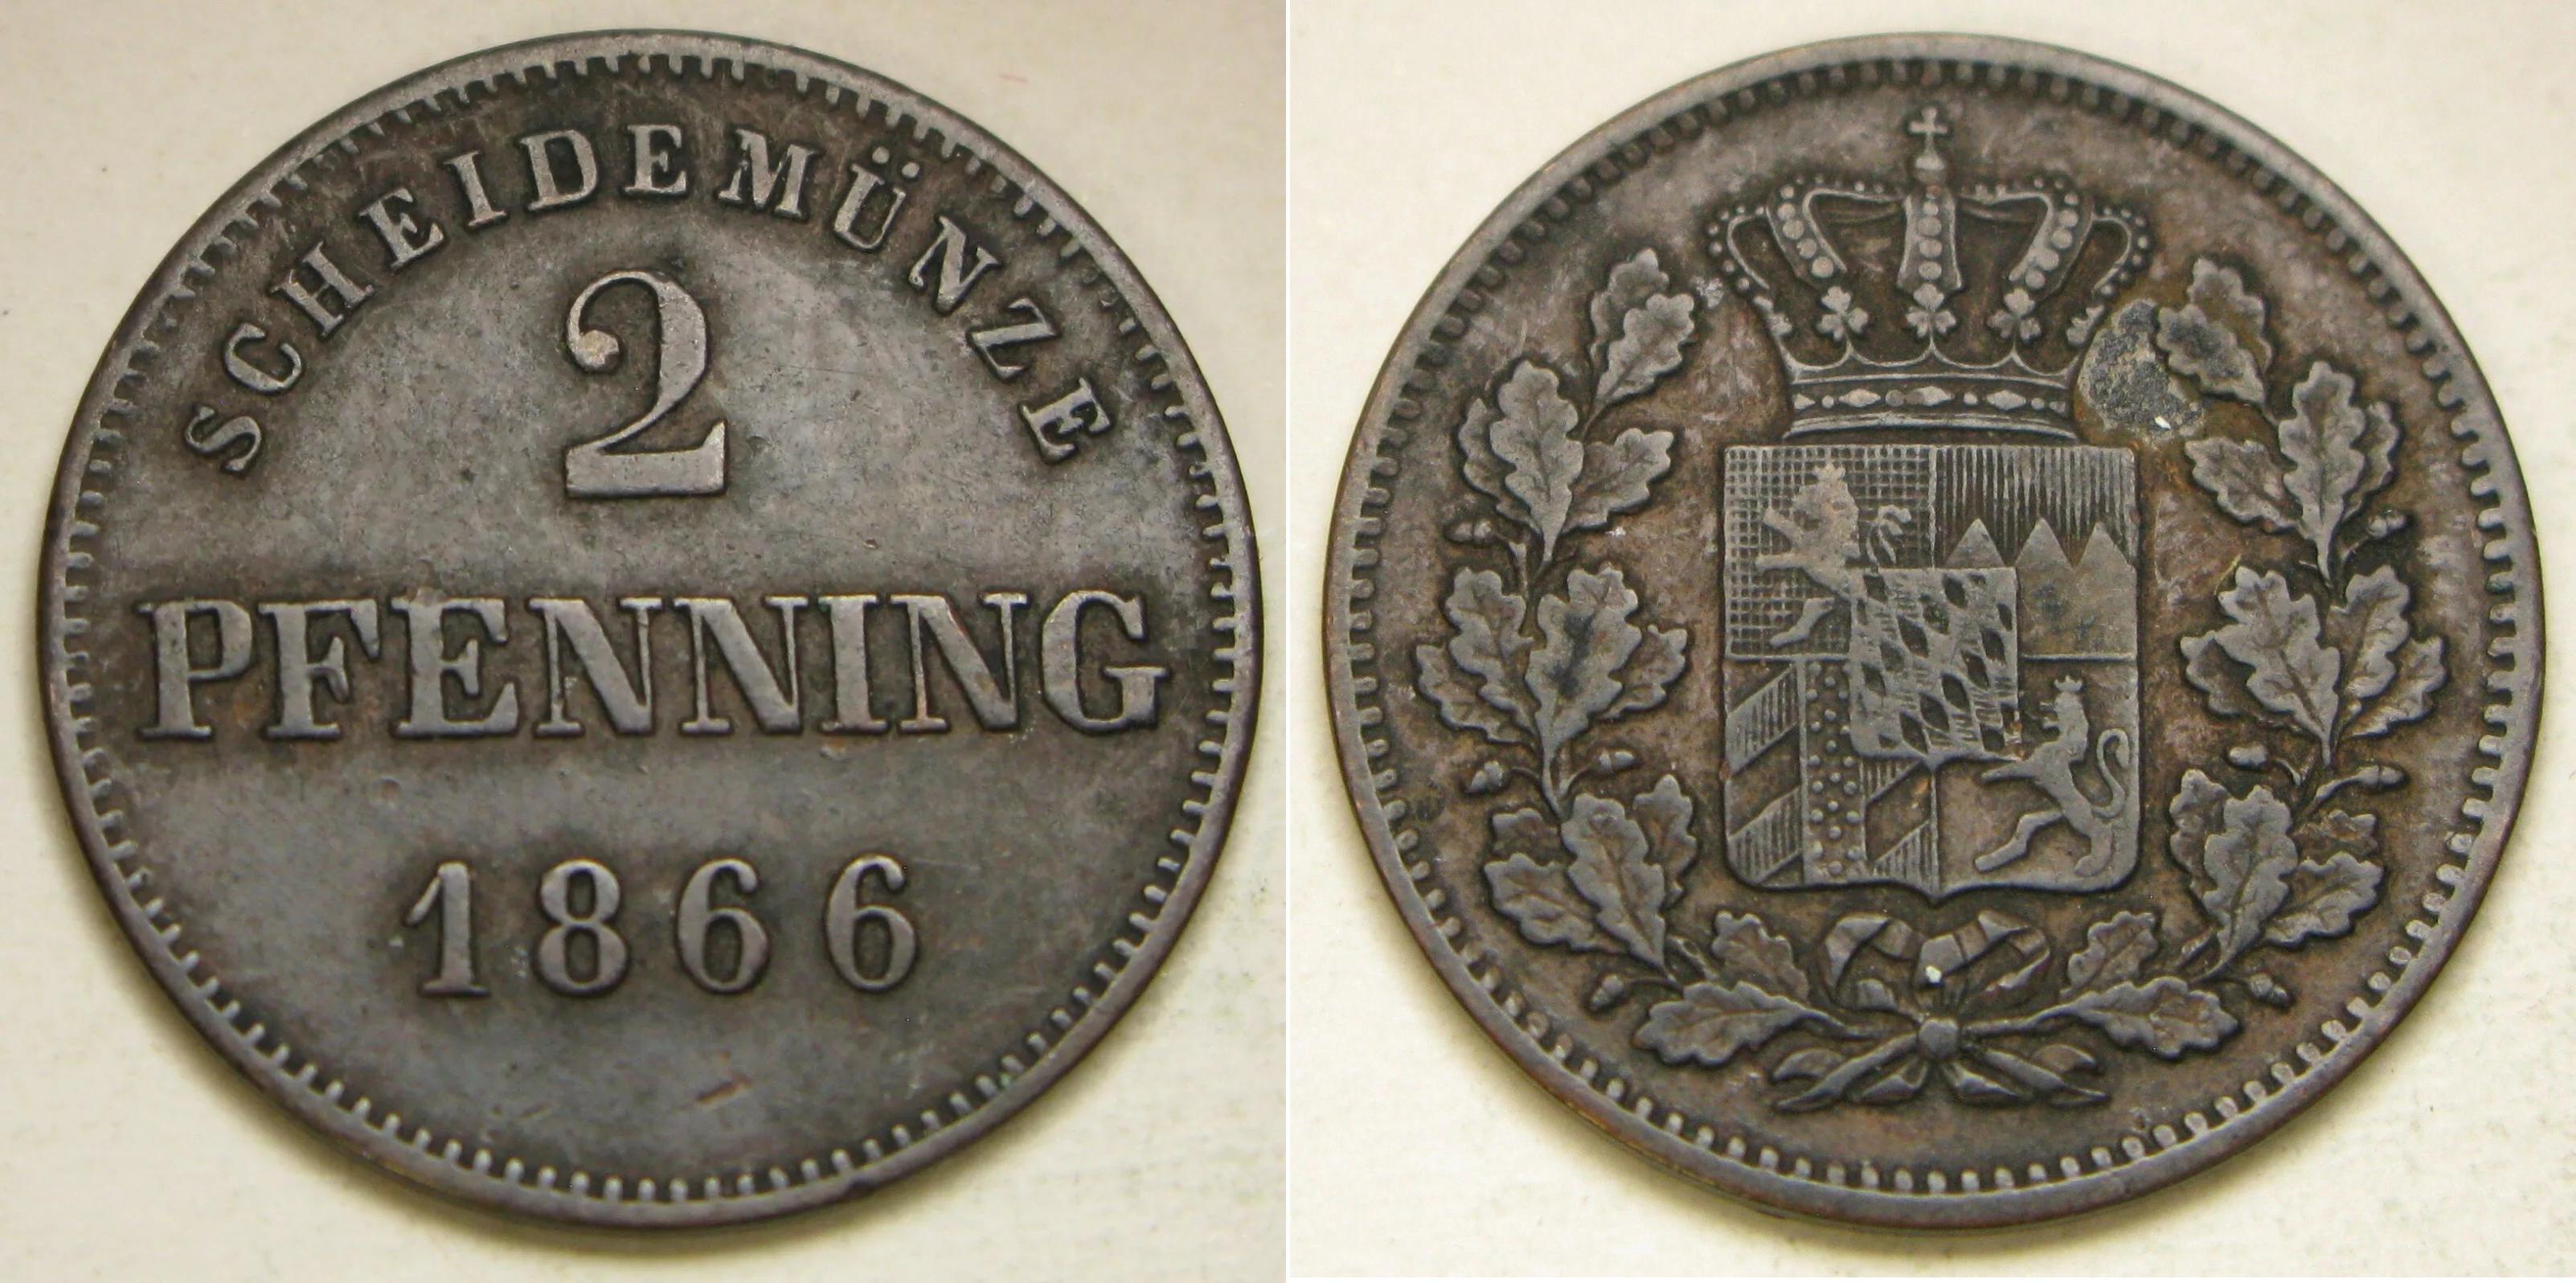 SCHEIDEMÜNZE
2
PFENNING
1866